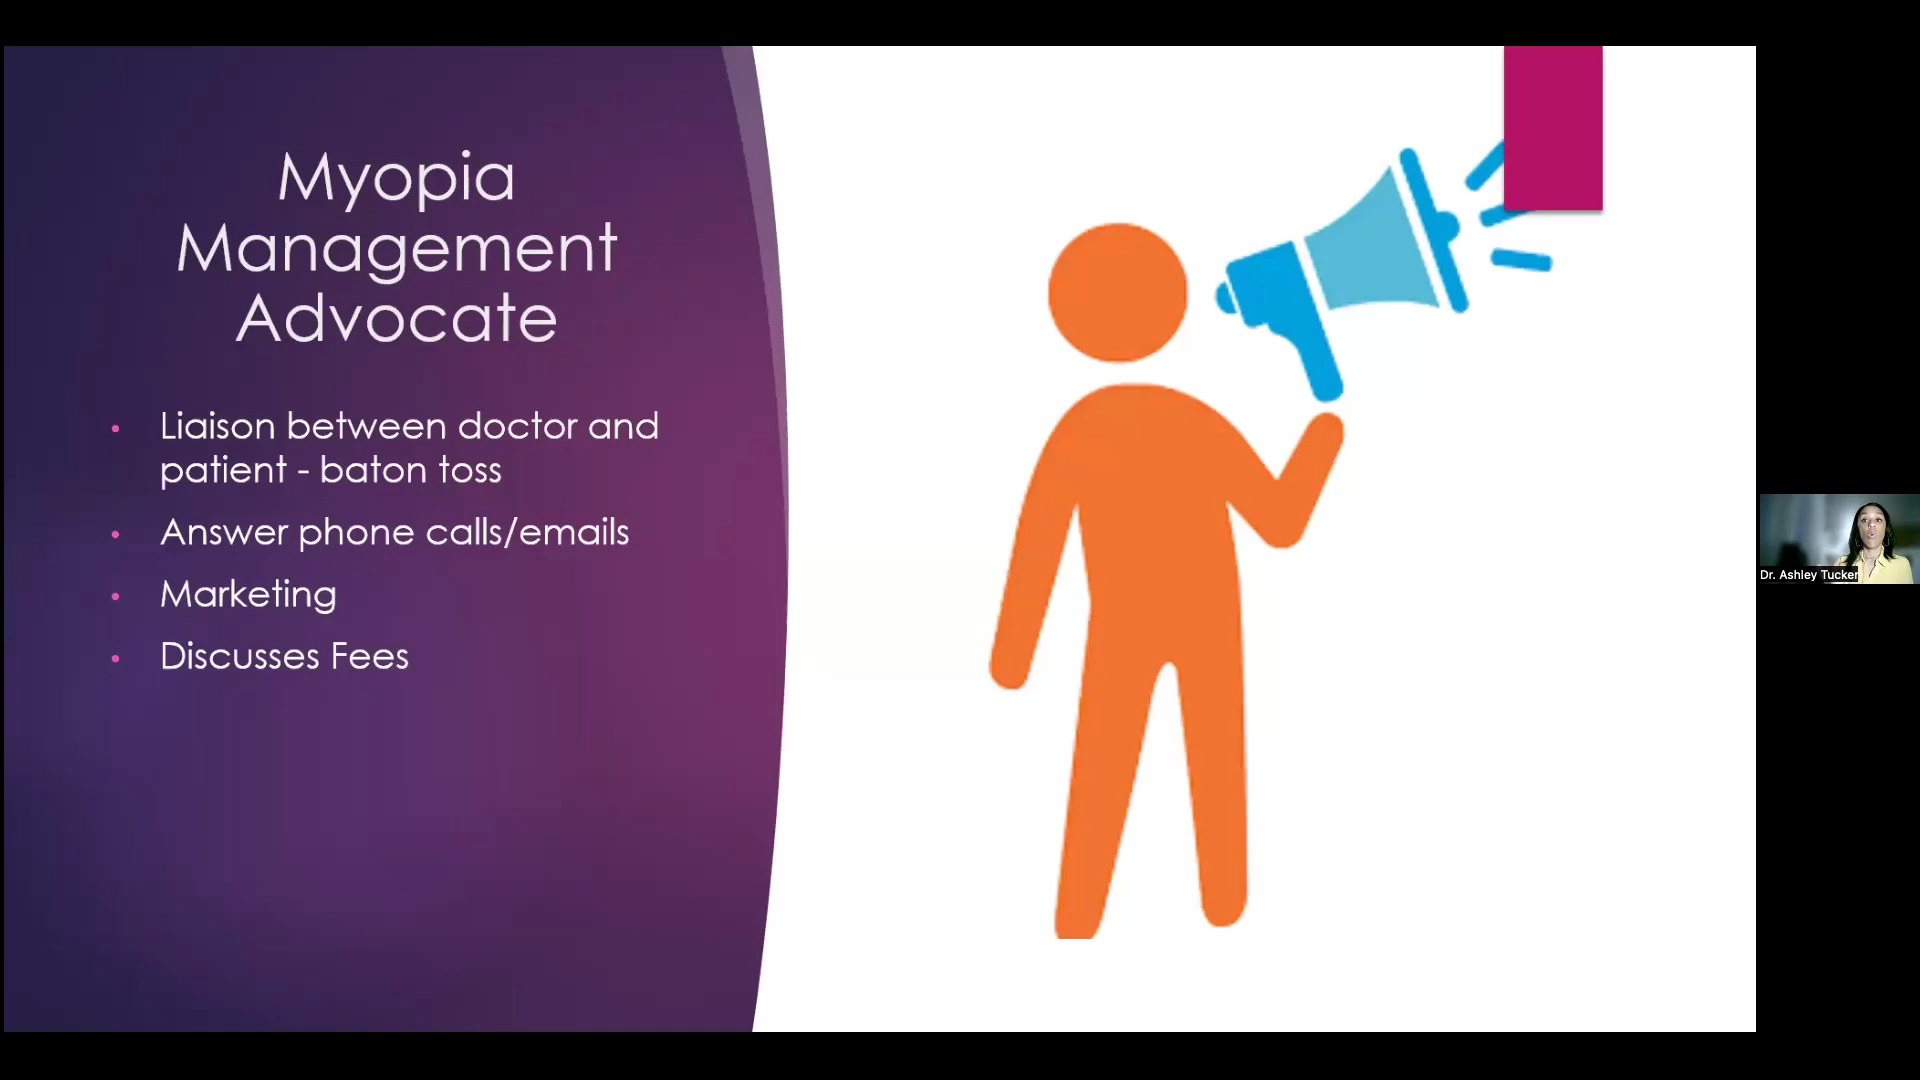 Myopia
Management
Advocate
• Liaison between doctor and
patient - baton toss
• Answer phone calls/emails
• Marketing
• Discusses Fees
Dr. Ashley Tucker